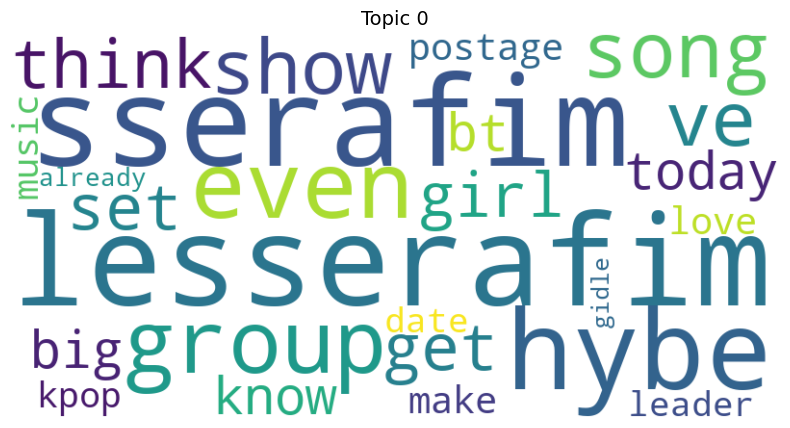 Topic 0
think show postage song
music sserafim bt ve
already set even girl today
love
lesserafim
gidle
big group date get hybe
kpop know make leader